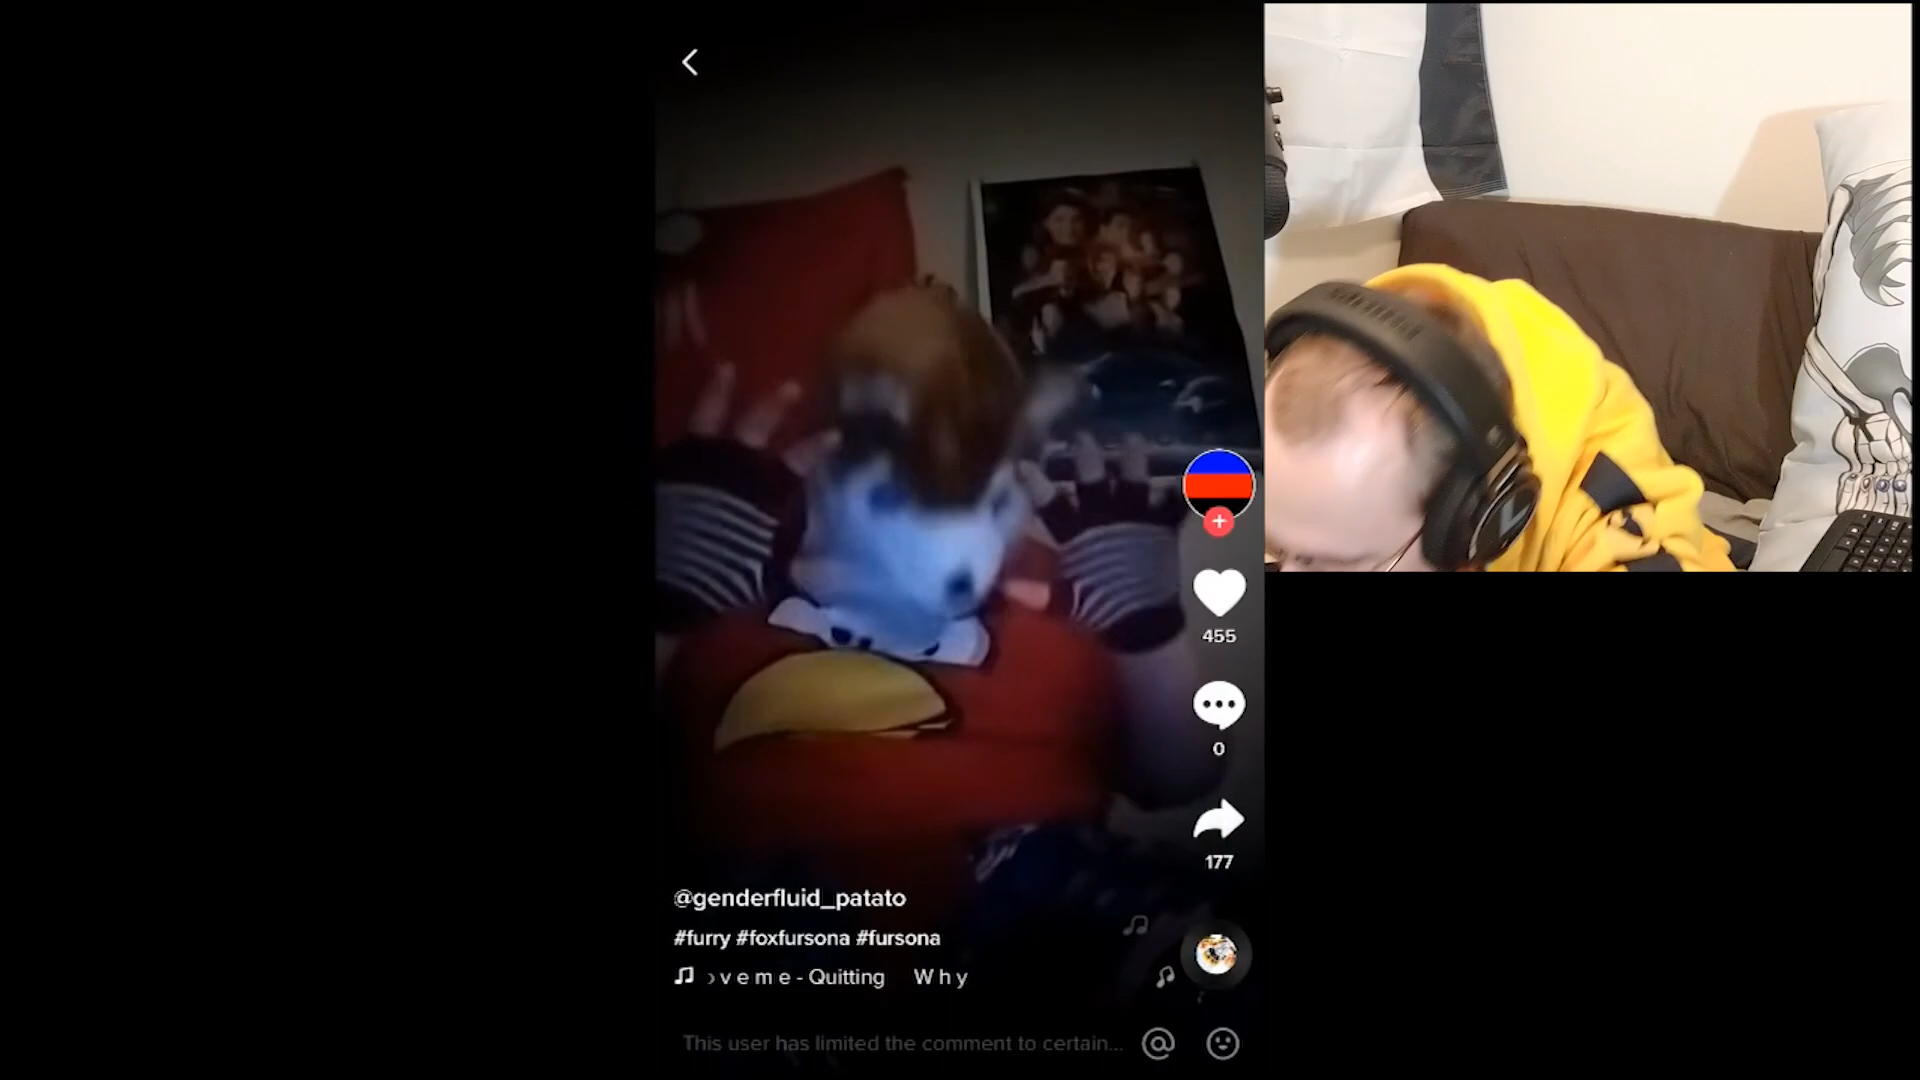 455
0
177
@genderfluid_patato
#furry #foxfursona #fursona
v e m e - Quitting W h y
This user has limited the comment to certain...